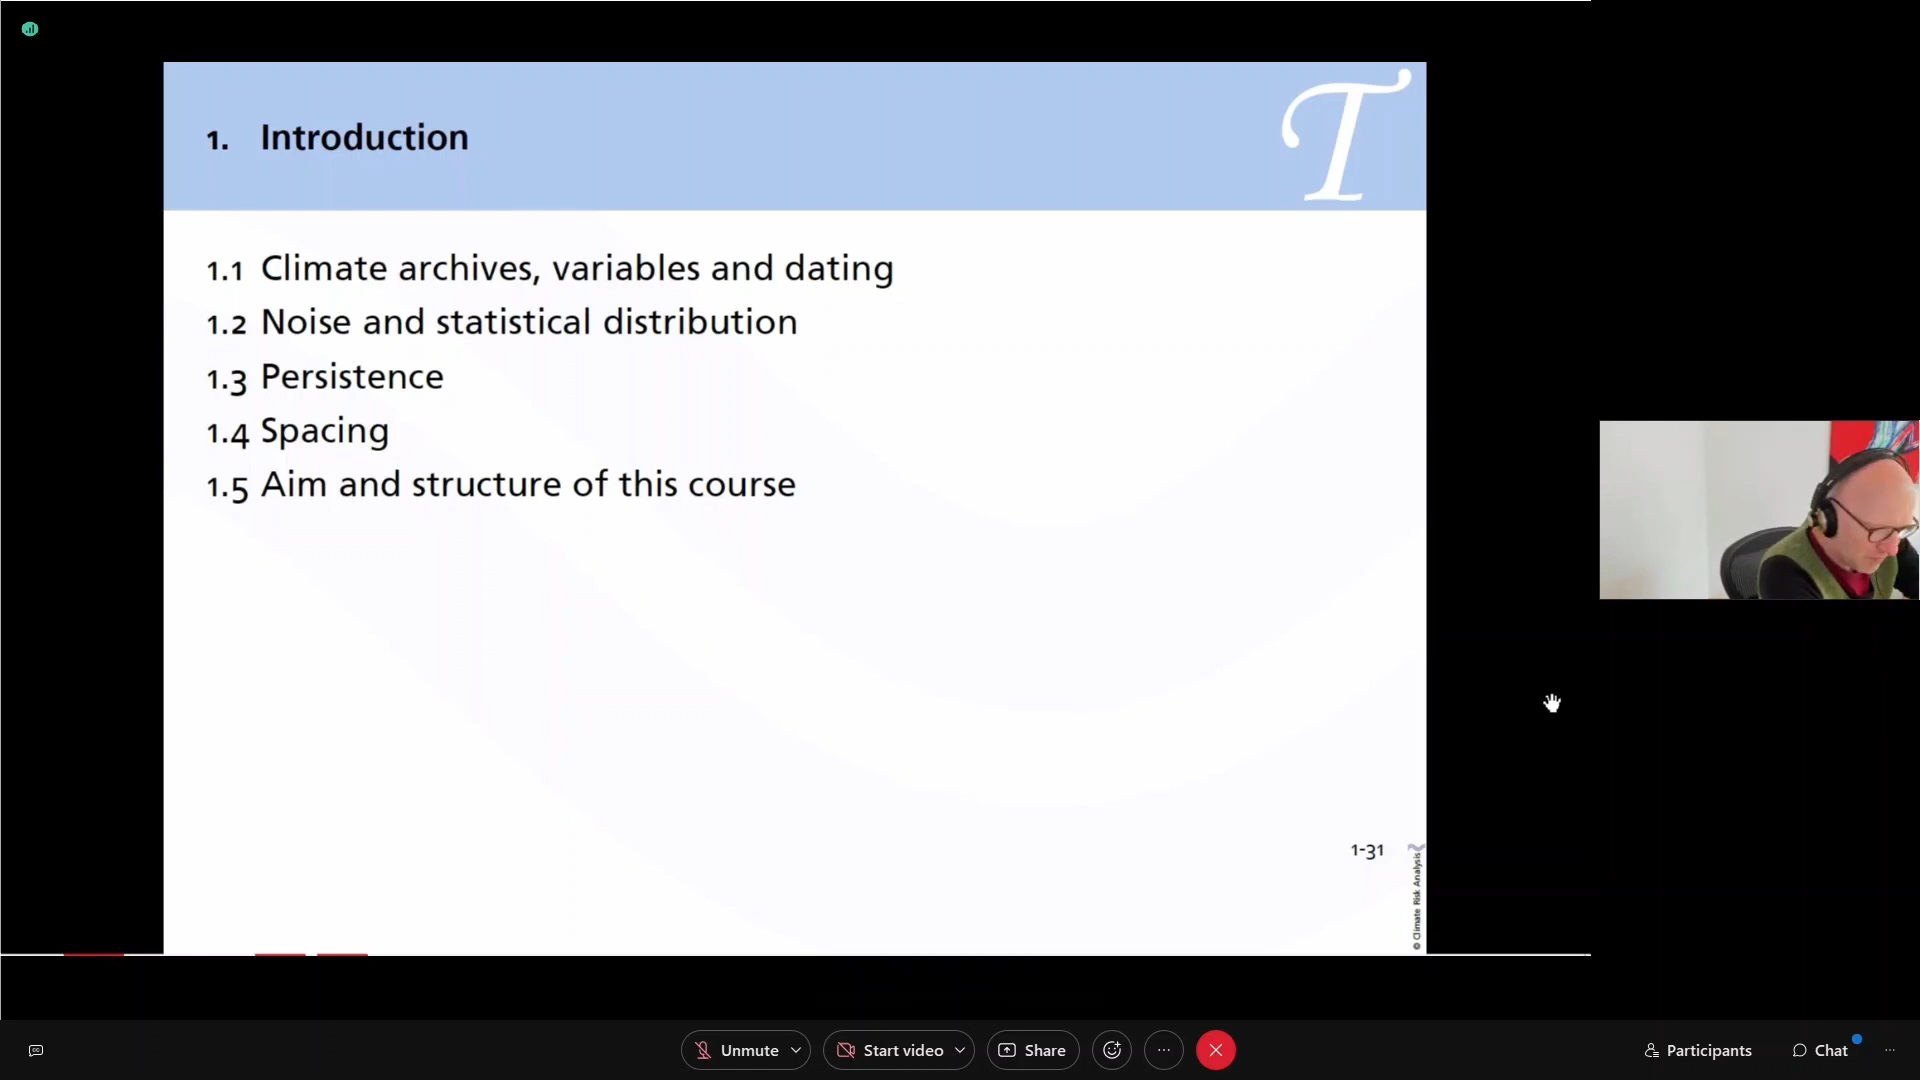 1. Introduction
T
1.1 Climate archives, variables and dating
1.2 Noise and statistical distribution
1.3 Persistence
1.4 Spacing
1.5 Aim and structure of this course
1-31
© Climate Risk Analysis
Unmute
Start video
Share
Participants
Chat